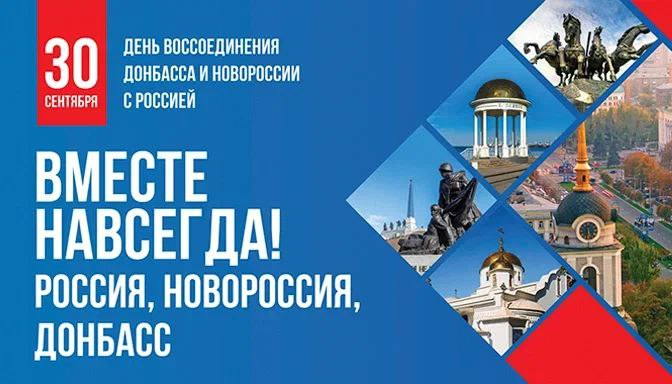 30
СЕНТЯБРЯ
ДЕНЬ ВОССОЕДИНЕНИЯ
ДОНБАССА И НОВОРОССИИ
С РОССИЕЙ
ВМЕСТЕ
НАВСЕГДА!
РОССИЯ, НОВОРОССИЯ,
ДОНБАСС